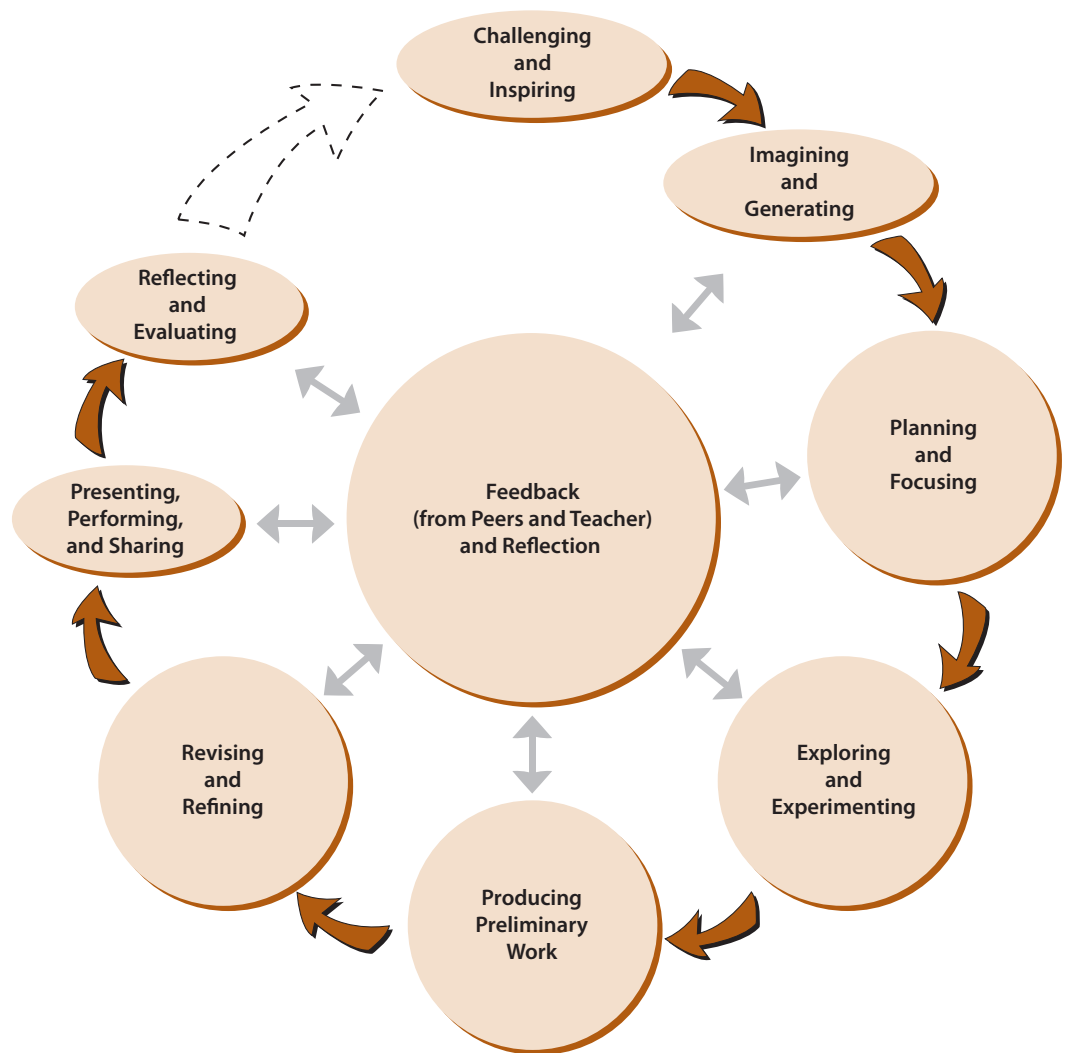 Challenging
and
Inspiring
Imagining
and
Generating
Planning
and
Focusing
Exploring
and
Experimenting
Producing
Preliminary
Work
Revising
and
Refining
Presenting,
Performing,
and Sharing
Reflecting
and
Evaluating
Feedback
(from Peers and Teacher)
and Reflection